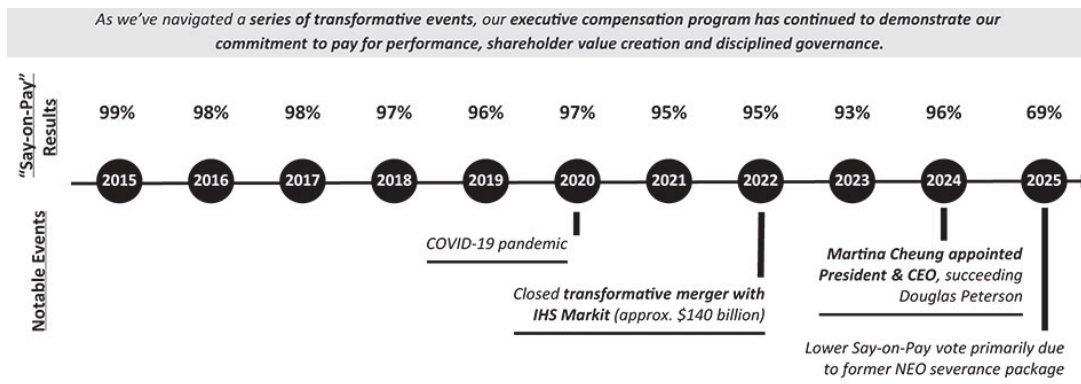 As we've navigated a series of transformative events, our executive compensation program has continued to demonstrate our
commitment to pay for performance, shareholder value creation and disciplined governance.
"Say-on-Pay"
Results
99% 98% 98% 97% 96% 97% 95% 95% 93% 96% 69%
2015 2016 2017 2018 2019 2020 2021 2022 2023 2024 2025
Notable Events
COVID-19 pandemic
Closed transformative merger with
IHS Markit (approx. $140 billion)
Martina Cheung appointed
President & CEO, succeeding
Douglas Peterson
Lower Say-on-Pay vote primarily due
to former NEO severance package